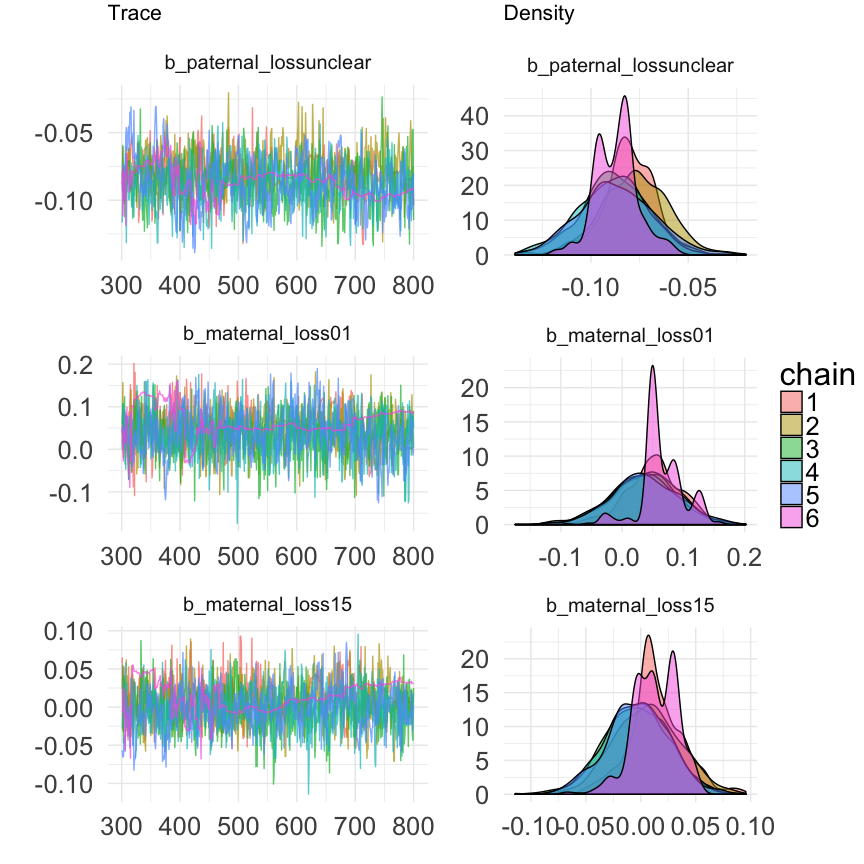 Trace
Density
b_paternal_lossunclear
b_paternal_lossunclear
-0.05
-0.10
300 400 500 600 700 800
40
30
20
10
0
-0.10 -0.05
b_maternal_loss01
b_maternal_loss01
0.2
0.1
0.0
-0.1
300 400 500 600 700 800
20
15
10
5
0
-0.1 0.0 0.1 0.2
b_maternal_loss15
b_maternal_loss15
0.10
0.05
0.00
-0.05
-0.10
300 400 500 600 700 800
20
15
10
5
0
-0.10 -0.05 0.00 0.05 0.10
chain
1
2
3
4
5
6